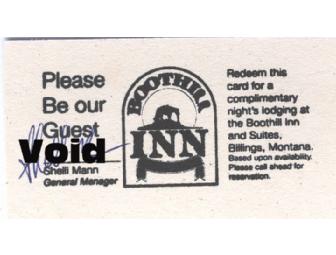 Please
Be our
Guest
Void
Shelli Mann
General Manager
BOOTHILL
INN
Redeem this
card for a
complimentary
night's lodging at
the Boothill Inn
and Suites,
Billings, Montana.
Based upon availability.
Please call ahead for
reservation.